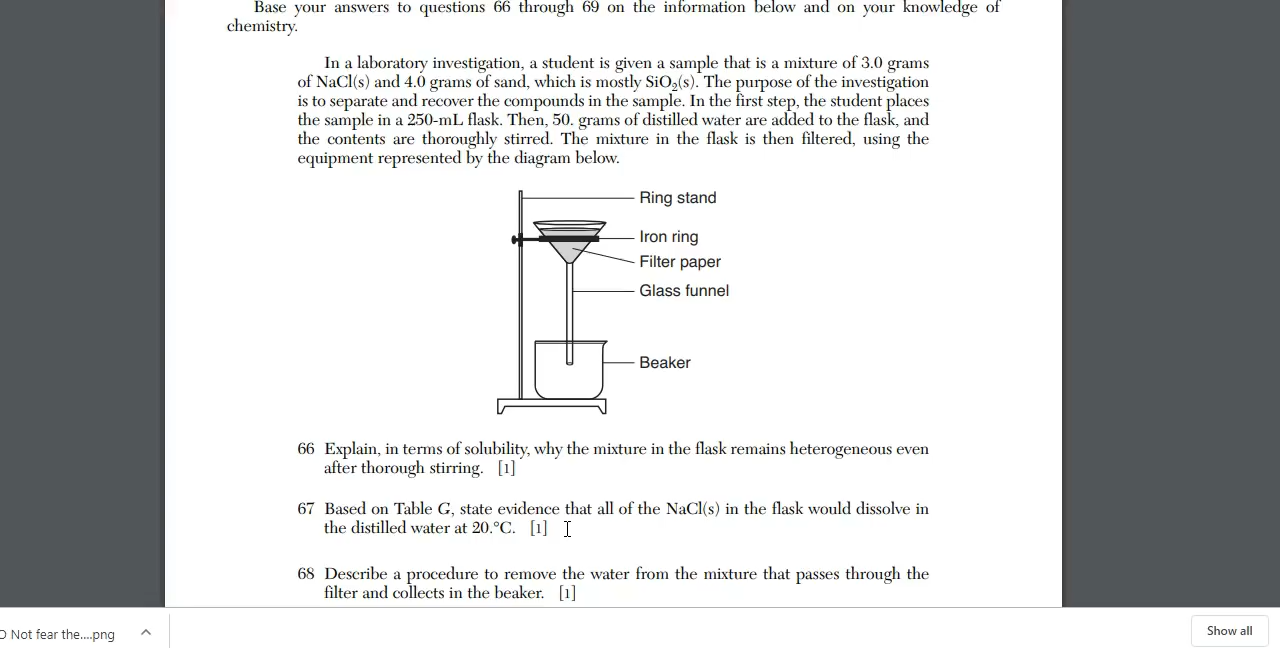 Base your answers to questions 66 through 69 on the information below and on your knowledge of
chemistry.
In a laboratory investigation, a student is given a sample that is a mixture of 3.0 grams
of NaCl(s) and 4.0 grams of sand, which is mostly SiO₂(s). The purpose of the investigation
is to separate and recover the compounds in the sample. In the first step, the student places
the sample in a 250-mL flask. Then, 50. grams of distilled water are added to the flask, and
the contents are thoroughly stirred. The mixture in the flask is then filtered, using the
equipment represented by the diagram below.
Ring stand
Iron ring
Filter paper
Glass funnel
Beaker
66 Explain, in terms of solubility, why the mixture in the flask remains heterogeneous even
after thorough stirring. [1]
67 Based on Table G, state evidence that all of the NaCl(s) in the flask would dissolve in
the distilled water at 20.°C. [1]
68 Describe a procedure to remove the water from the mixture that passes through the
filter and collects in the beaker. [1]
Not fear the....png
Show all